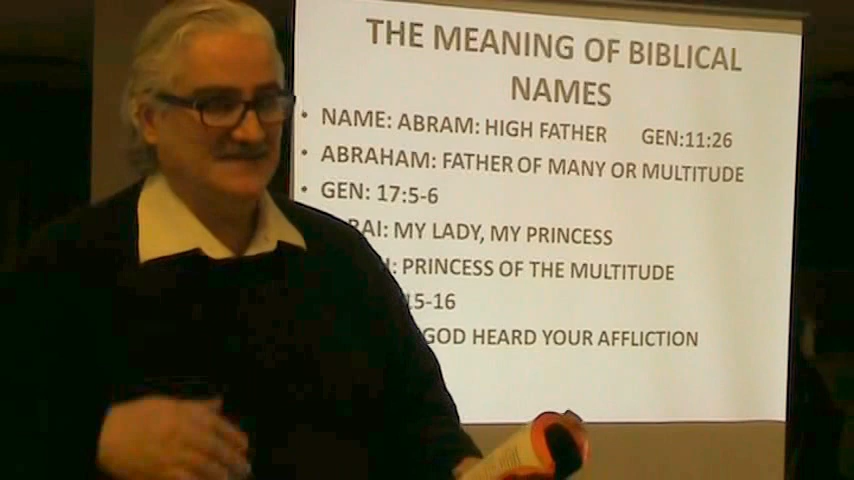 THE MEANING OF BIBLICAL
NAMES
• NAME: ABRAM: HIGH FATHER GEN:11:26
• ABRAHAM: FATHER OF MANY OR MULTITUDE
• GEN: 17:5-6
RAI: MY LADY, MY PRINCESS
: PRINCESS OF THE MULTITUDE
15-16
GOD HEARD YOUR AFFLICTION